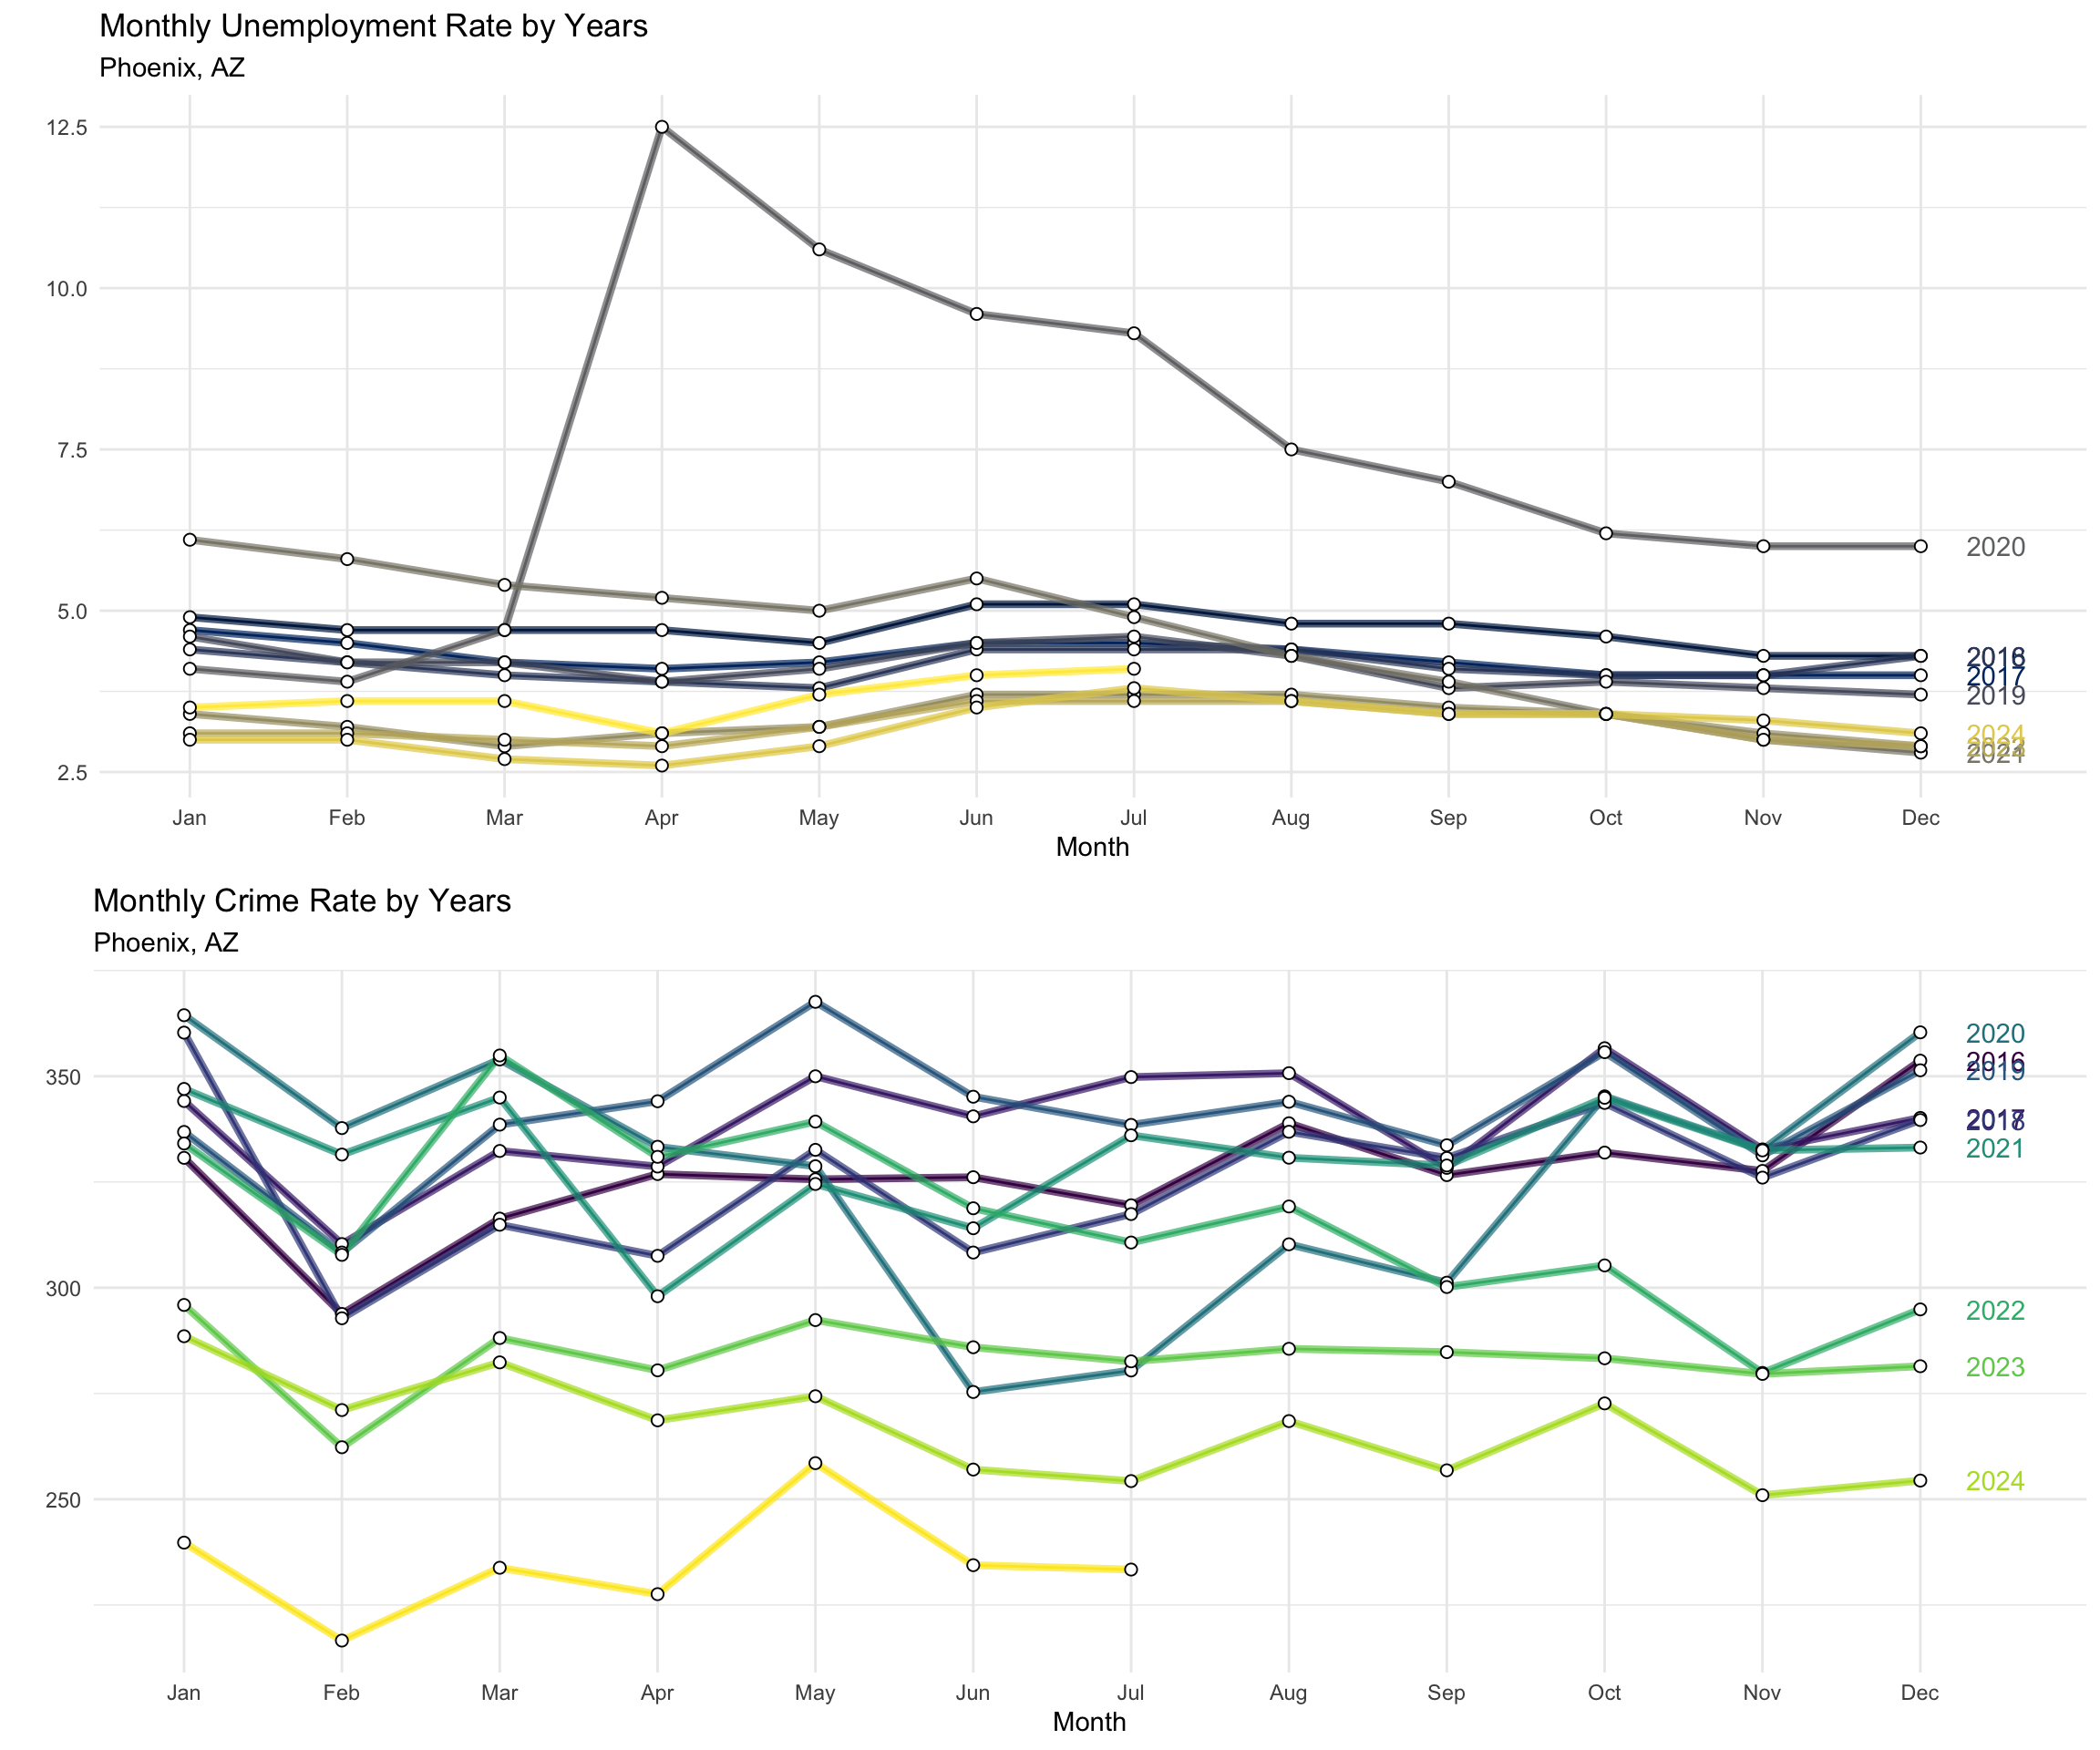 Monthly Unemployment Rate by Years
Phoenix, AZ
12.5
10.0
7.5
5.0
2.5
2020
2017
2019
2024
2021
Jan Feb Mar Apr May Jun Jul Aug Sep Oct Nov Dec
Month
Monthly Crime Rate by Years
Phoenix, AZ
350
300
250
2020
2016
2019
2021
2022
2023
2024
Jan Feb Mar Apr May Jun Jul Aug Sep Oct Nov Dec
Month